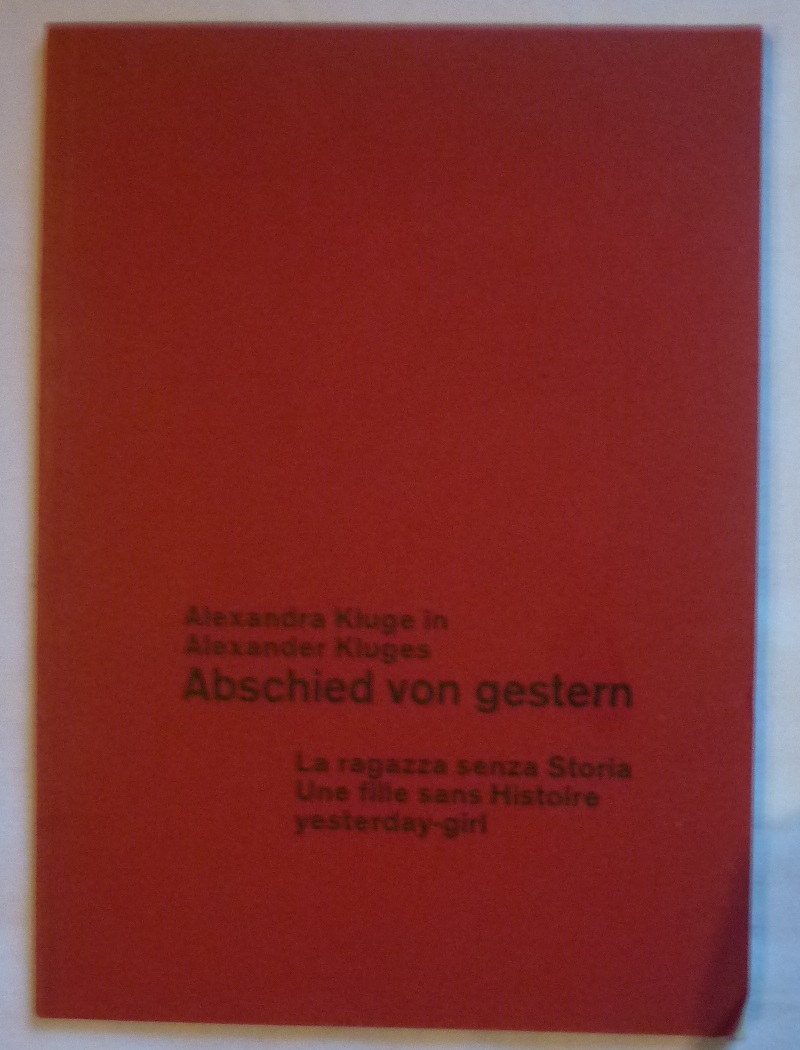 Alexandra Kluge in
Alexander Kluges
Abschied von gestern
La ragazza senza Storia
Une fille sans Histoire
yesterday-girl